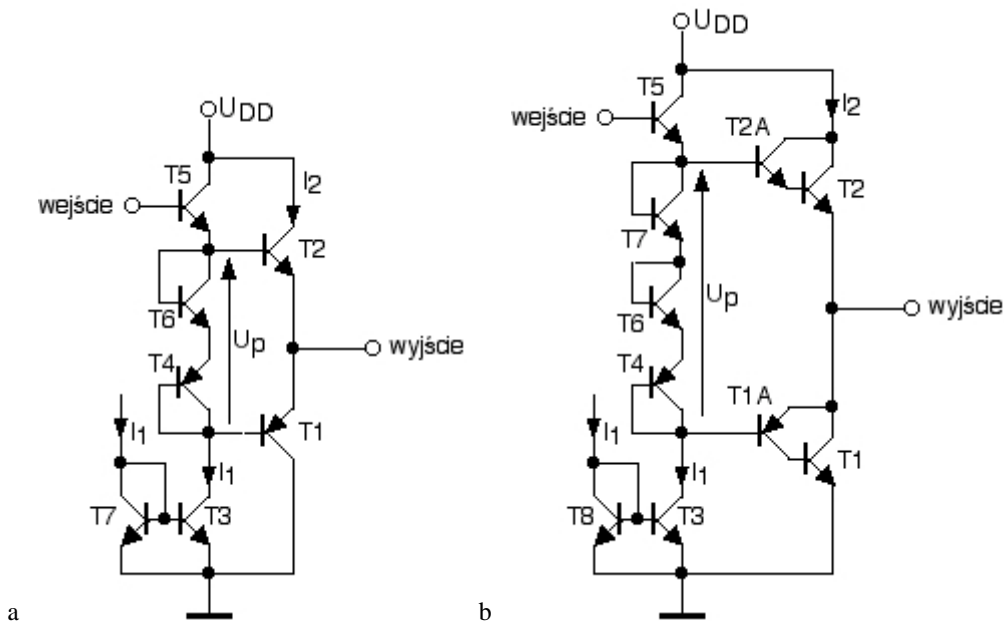 UDD
T5
I2
wejście
T2
T6
Up
T4
wyjście
I1
T1
I1
T7
T3
a
UDD
T5
I2
wejście
T2A
T2
T7
Up
T6
wyjście
T4
T1A
I1
T1
I1
T8
T3
b